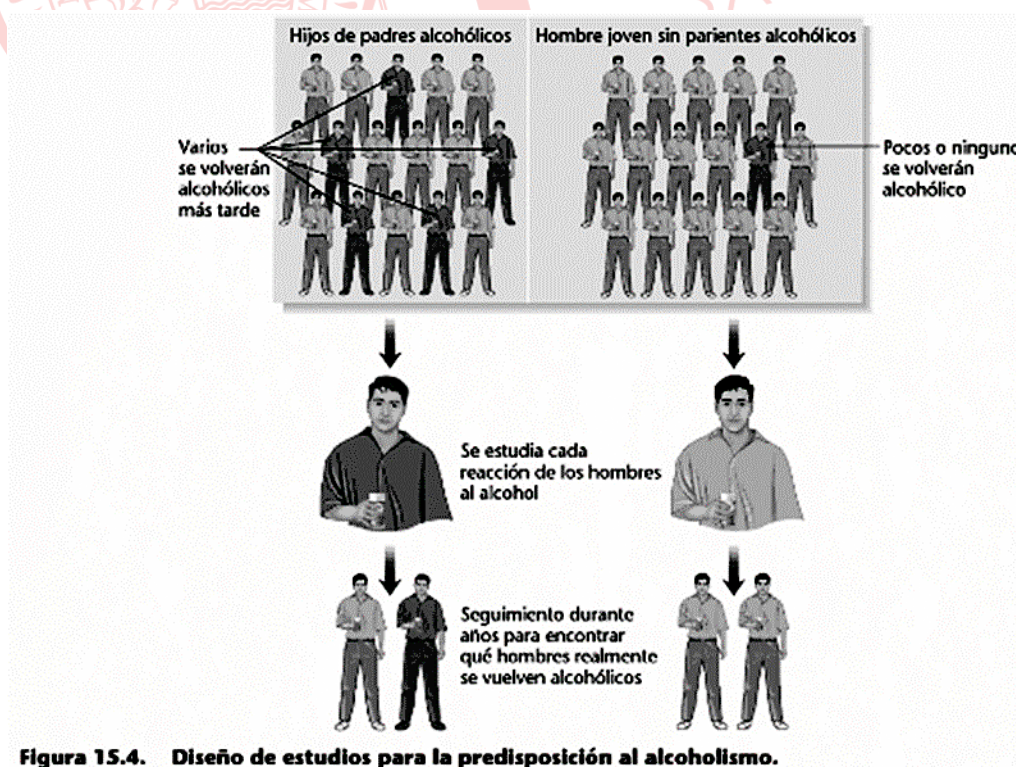 Hijos de padres alcohólicos
Hombre joven sin parientes alcohólicos
Varios
se volverán
alcohólicos
más tarde
Pocos o ninguno
se volverán
alcohólico
Se estudia cada
reacción de los hombres
al alcohol
Seguimiento durante
años para encontrar
qué hombres realmente
se vuelven alcohólicos
Figura 15.4. Diseño de estudios para la predisposición al alcoholismo.